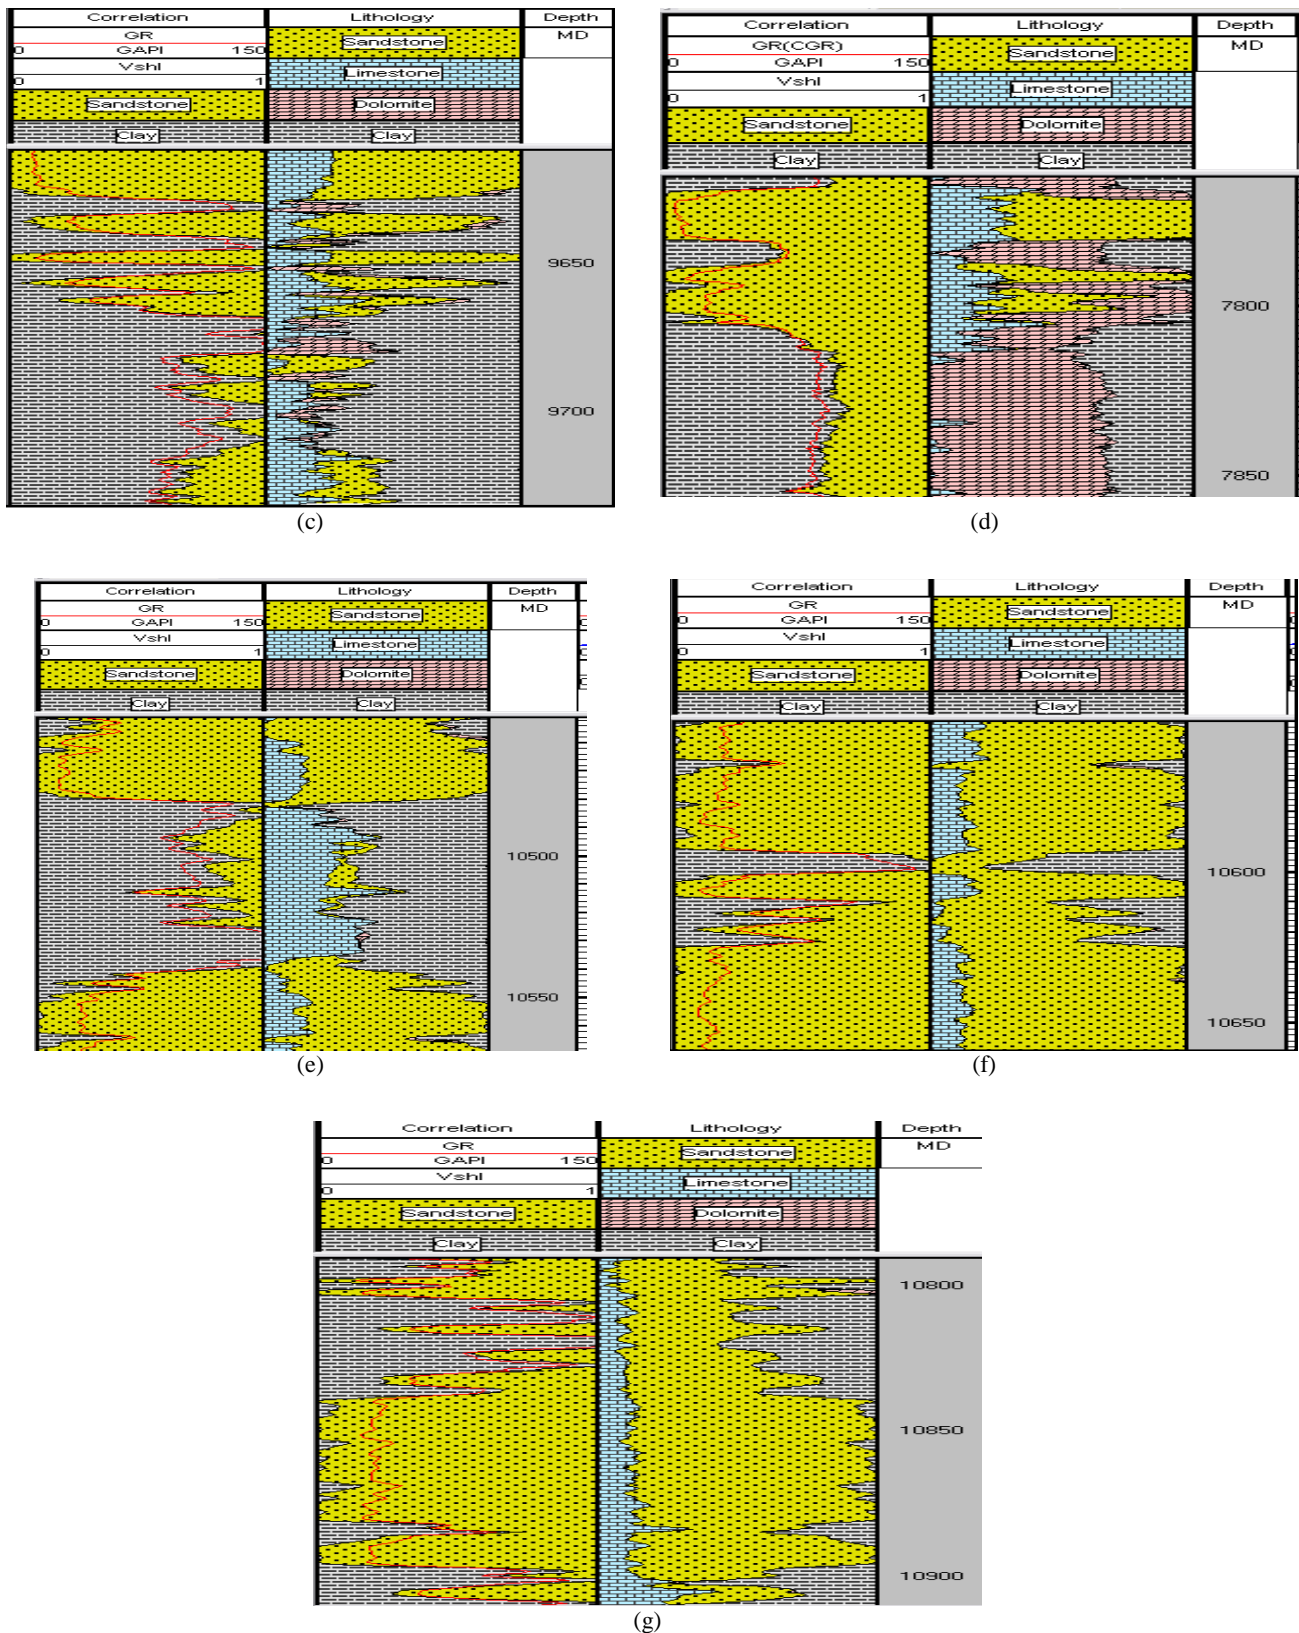 Correlation Lithology Depth
GR Sandstone MD
0 GAPI 150
Vshl Limestone
0 1
Sandstone Dolomite
Clay Clay
9650
9700
(c)
Correlation Lithology Depth
GR(CGR) Sandstone MD
0 GAPI 150
Vshl Limestone
0 1
Sandstone Dolomite
Clay Clay
7800
7850
(d)
Correlation Lithology Depth
GR Sandstone MD
0 GAPI 150
Vshl Limestone
0 1
Sandstone Dolomite
Clay Clay
10500
10550
(e)
Correlation Lithology Depth
GR Sandstone MD
0 GAPI 150
Vshl Limestone
0 1
Sandstone Dolomite
Clay Clay
10600
10650
(f)
Correlation Lithology Depth
GR Sandstone MD
0 GAPI 150
Vshl Limestone
0 1
Sandstone Dolomite
Clay Clay
10800
10850
10900
(g)